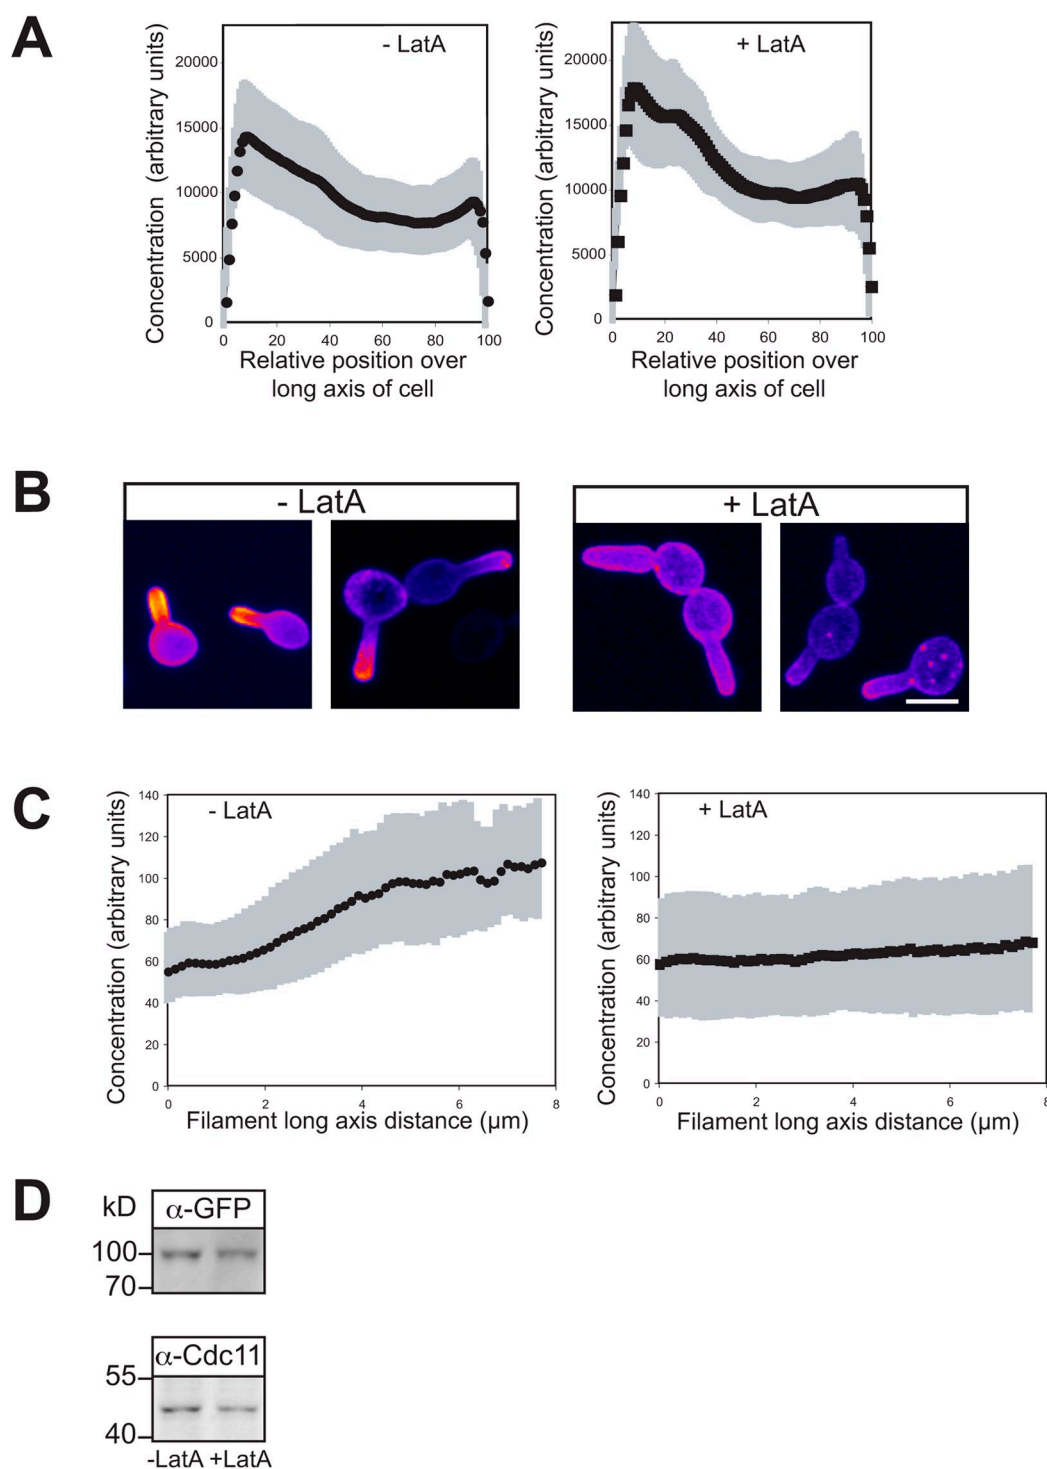 A
- LatA
+ LatA
Concentration (arbitrary units)
20000
15000
10000
5000
0
0 20 40 60 80 100
Relative position over
long axis of cell
Concentration (arbitrary units)
20000
15000
10000
5000
0
0 20 40 60 80 100
Relative position over
long axis of cell
B
- LatA
+ LatA
C
- LatA
Concentration (arbitrary units)
140
120
100
80
60
40
20
0
0 2 4 6 8
Filament long axis distance (µm)
+ LatA
Concentration (arbitrary units)
140
120
100
80
60
40
20
0
0 2 4 6 8
Filament long axis distance (µm)
D
kD
α-GFP
100
70
α-Cdc11
55
40
-LatA +LatA